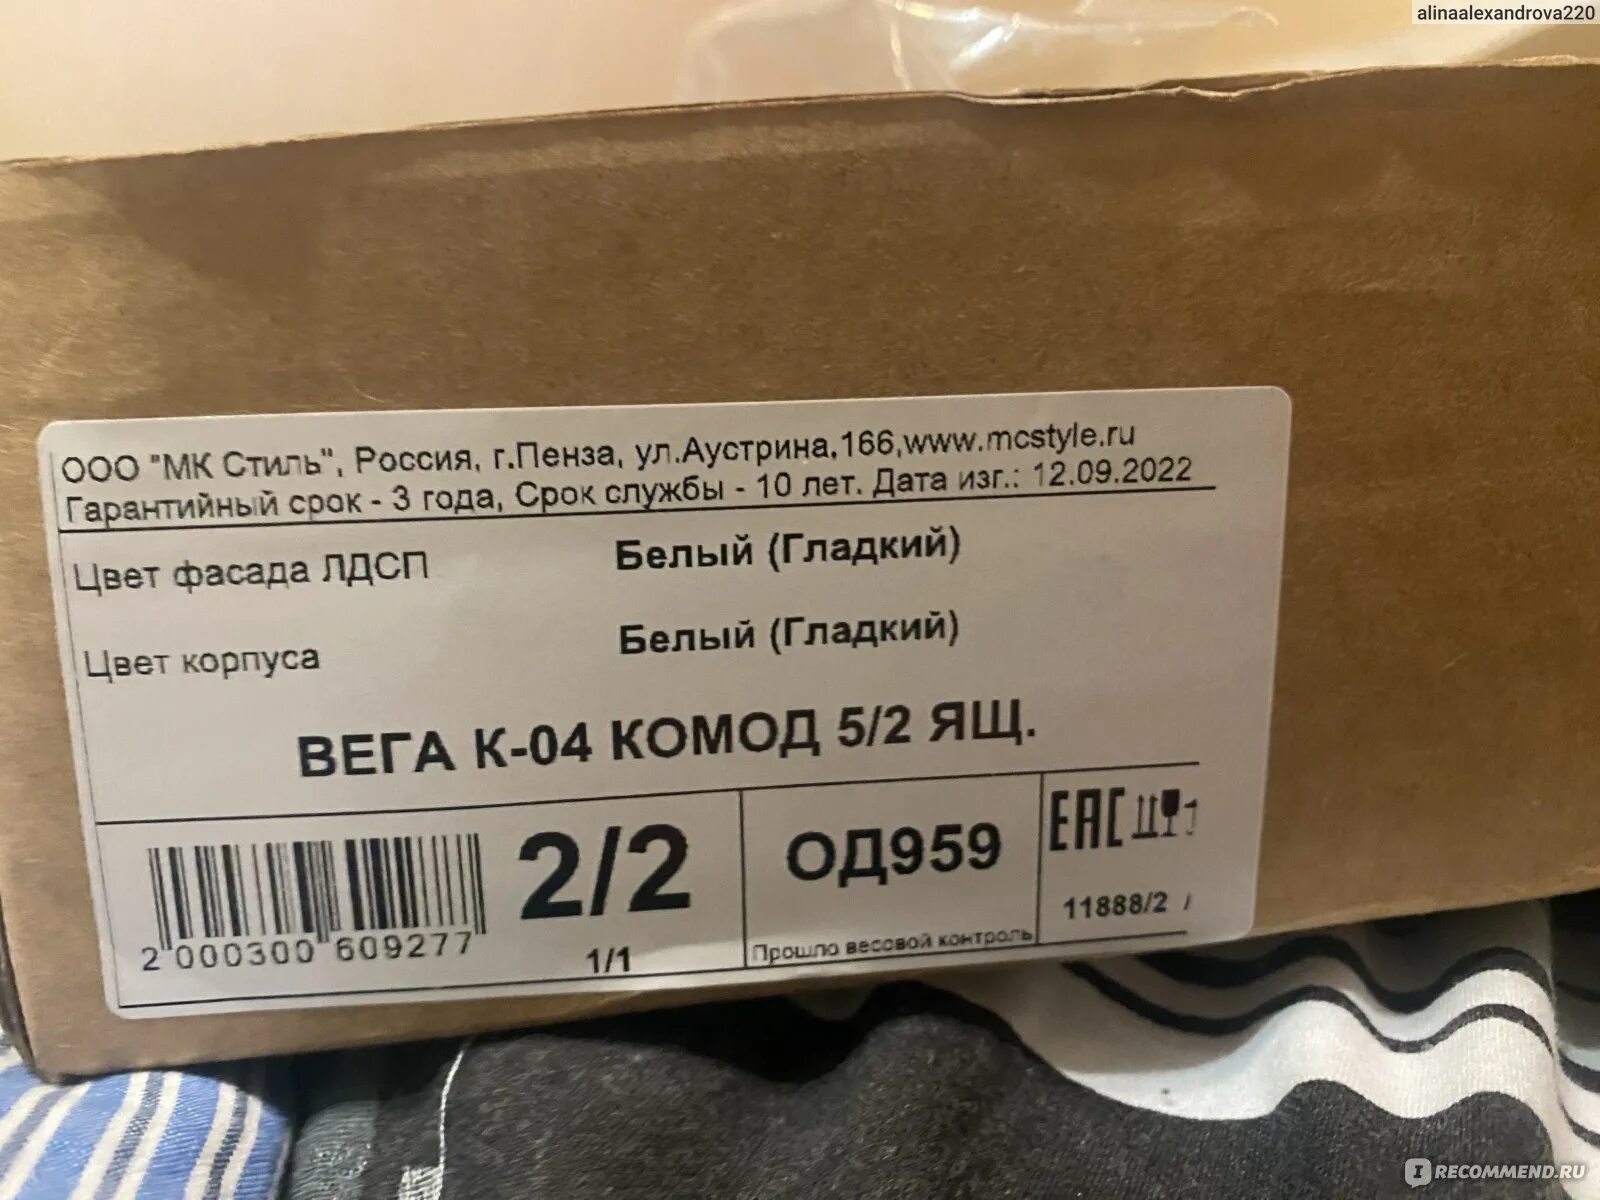 alinaalexandrova220
ООО "МК Стиль", Россия, г.Пенза, ул.Аустрина,166,www.mcstyle.ru
Гарантийный срок - 3 года, Срок службы - 10 лет. Дата изг.: 12.09.2022
Цвет фасада ЛДСП Белый (Гладкий)
Цвет корпуса Белый (Гладкий)
ВЕГА К-04 КОМОД 5/2 ЯЩ.
2 000300 609277
2/2
1/1
ОД959
Прошло весовой контроль
EAC
11888/2 /
IRECOMMEND.RU